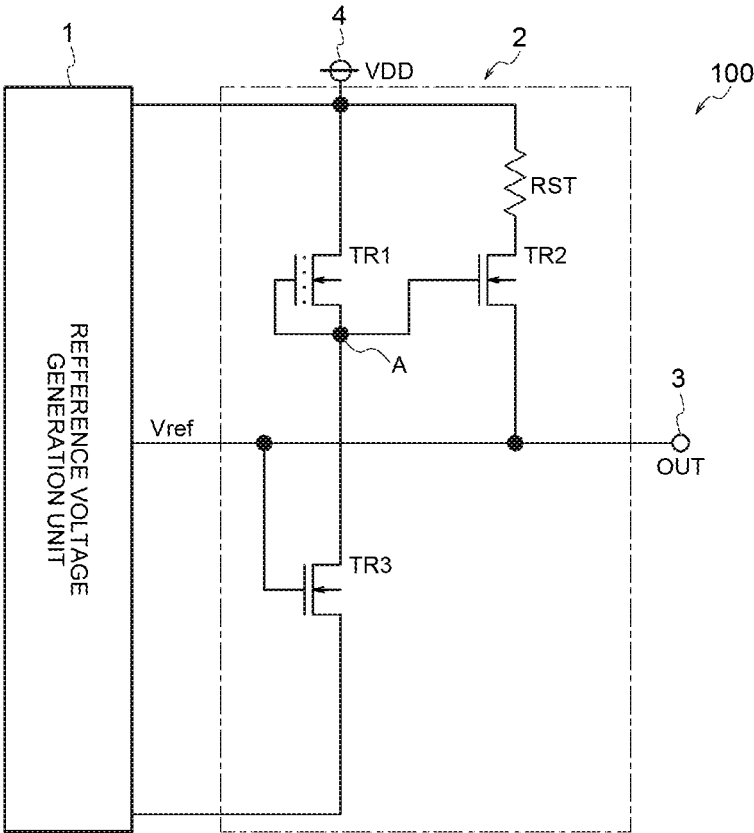 1
4
2
100
VDD
RST
TR1
TR2
A
REFFERENCE VOLTAGE
GENERATION UNIT
Vref
3
OUT
TR3